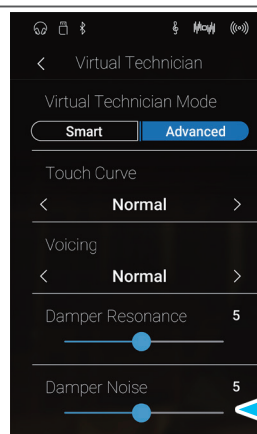 Virtual Technician
Virtual Technician Mode
Smart Advanced
Touch Curve
Normal
Voicing
Normal
Damper Resonance 5
Damper Noise 5